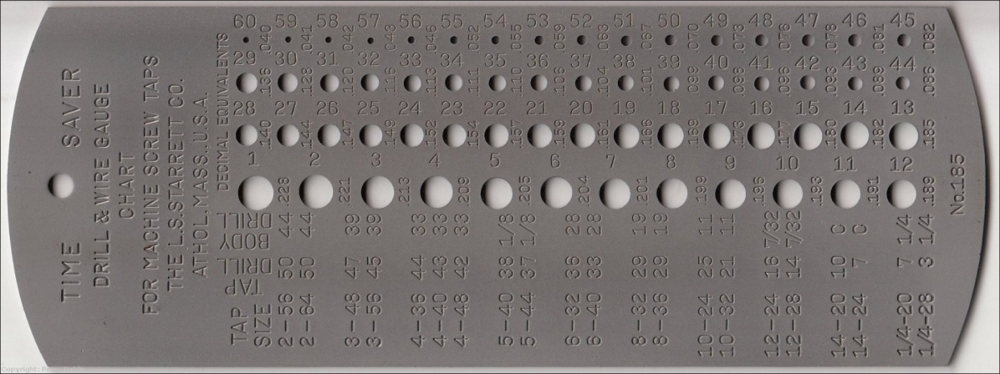 TIME SAVER
DRILL & WIRE GAUGE
CHART
FOR MACHINE SCREW TAPS
THE L.S. STARRETT CO.
ATHOL, MASS., U.S.A.
DECIMAL EQUIVALENTS
60 59 58 57 56 55 54 53 52 51 50 49 48 47 46 45
.040 .041 .042 .043 .046 .052 .055 .059 .063 .067 .070 .073 .076 .078 .081 .082
29 30 31 32 33 34 35 36 37 38 39 40 41 42 43 44
.136 .128 .120 .116 .113 .111 .110 .106 .104 .101 .099 .098 .096 .093 .089 .086
28 27 26 25 24 23 22 21 20 19 18 17 16 15 14 13
.140 .144 .147 .149 .152 .154 .157 .159 .161 .166 .169 .173 .177 .180 .182 .185
1 2 3 4 5 6 7 8 9 10 11 12
.228 .221 .213 .209 .205 .204 .201 .199 .196 .193 .191 .189
TAP SIZE TAP DRILL BODY DRILL
2-56 50 44
2-64 50 44
3-48 47 39
3-56 45 39
4-36 44 33
4-40 43 33
4-48 42 33
5-40 38 1/8
5-44 37 1/8
6-32 36 28
6-40 33 28
8-32 29 19
8-36 29 19
10-24 25 11
10-32 21 11
12-24 16 7/32
12-28 14 7/32
14-20 10 C
14-24 7 C
1/4-20 7 1/4
1/4-28 3 1/4
No.185
Copyright: